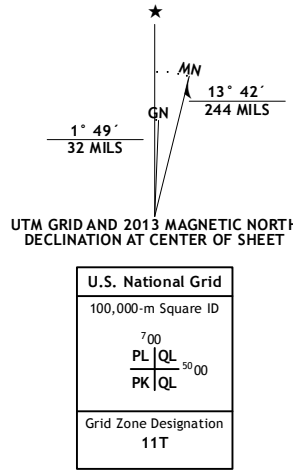 ★
MN
GN
13° 42´
244 MILS
1° 49´
32 MILS
UTM GRID AND 2013 MAGNETIC NORTH
DECLINATION AT CENTER OF SHEET
U.S. National Grid
100,000-m Square ID
⁷00
PL QL
⁵⁰00
PK QL
Grid Zone Designation
11T